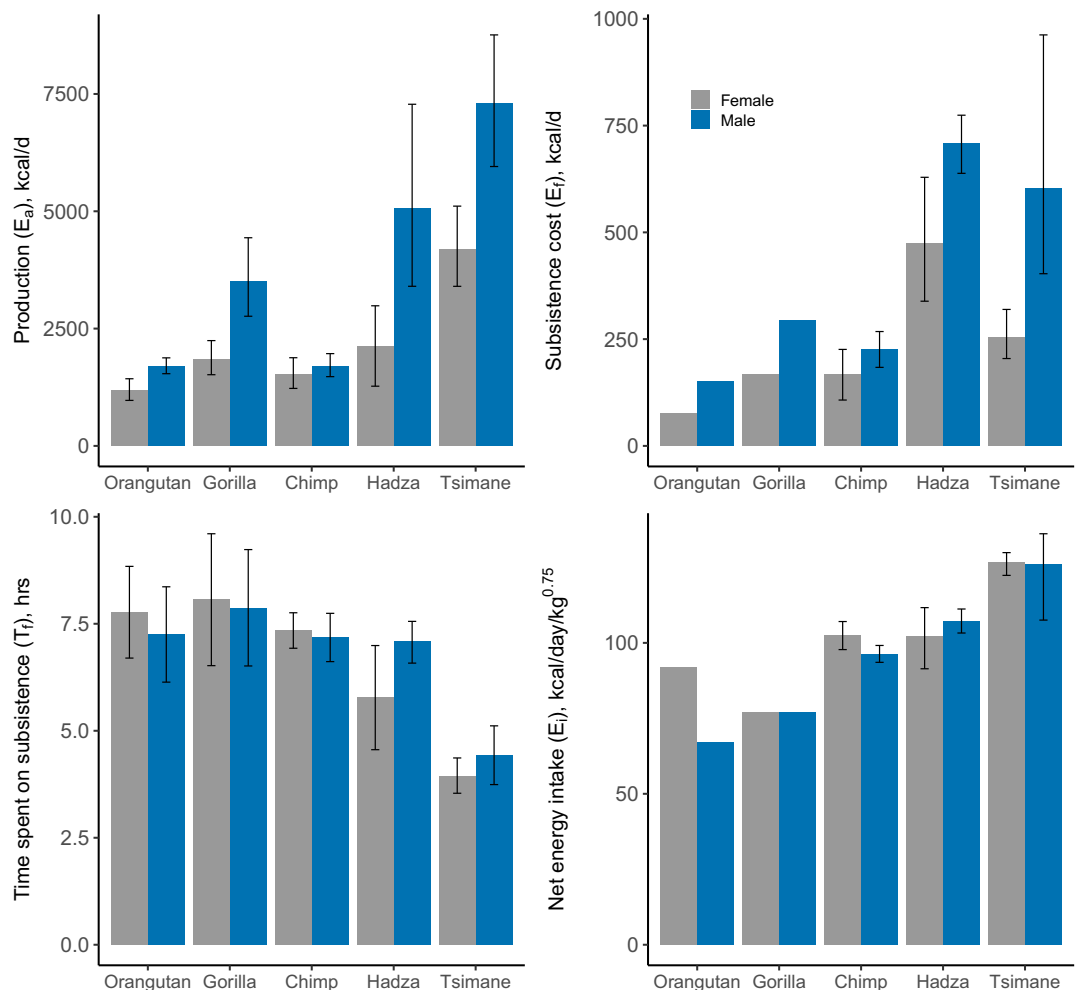 Production (Ea), kcal/d
7500
5000
2500
0
Orangutan Gorilla Chimp Hadza Tsimane
Subsistence cost (Ef), kcal/d
1000
750
500
250
0
Female
Male
Orangutan Gorilla Chimp Hadza Tsimane
Time spent on subsistence (Tf), hrs
10.0
7.5
5.0
2.5
0.0
Orangutan Gorilla Chimp Hadza Tsimane
Net energy intake (Ei), kcal/day/kg0.75
100
50
0
Orangutan Gorilla Chimp Hadza Tsimane